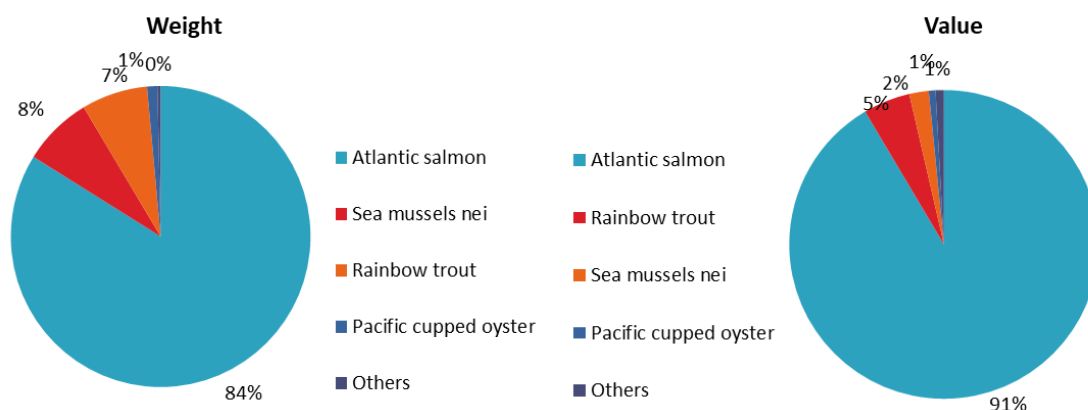 Weight
84%
8%
7%
1%
0%
Atlantic salmon
Sea mussels nei
Rainbow trout
Pacific cupped oyster
Others
Value
91%
5%
2%
1%
1%
Atlantic salmon
Rainbow trout
Sea mussels nei
Pacific cupped oyster
Others